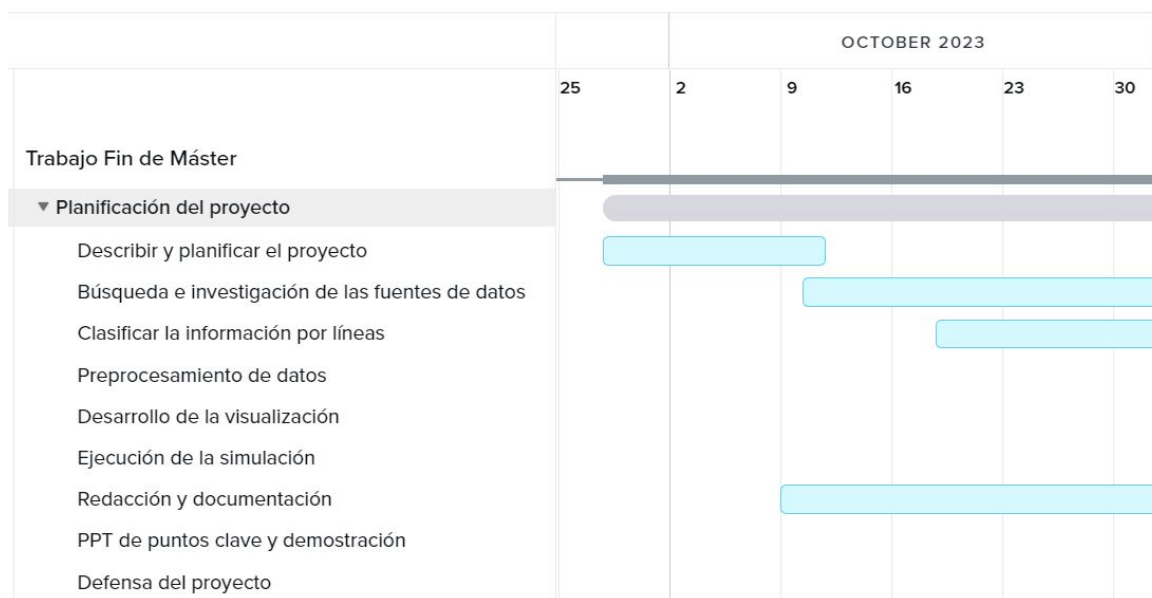 OCTOBER 2023
25 2 9 16 23 30
Trabajo Fin de Máster
Planificación del proyecto
Describir y planificar el proyecto
Búsqueda e investigación de las fuentes de datos
Clasificar la información por líneas
Preprocesamiento de datos
Desarrollo de la visualización
Ejecución de la simulación
Redacción y documentación
PPT de puntos clave y demostración
Defensa del proyecto